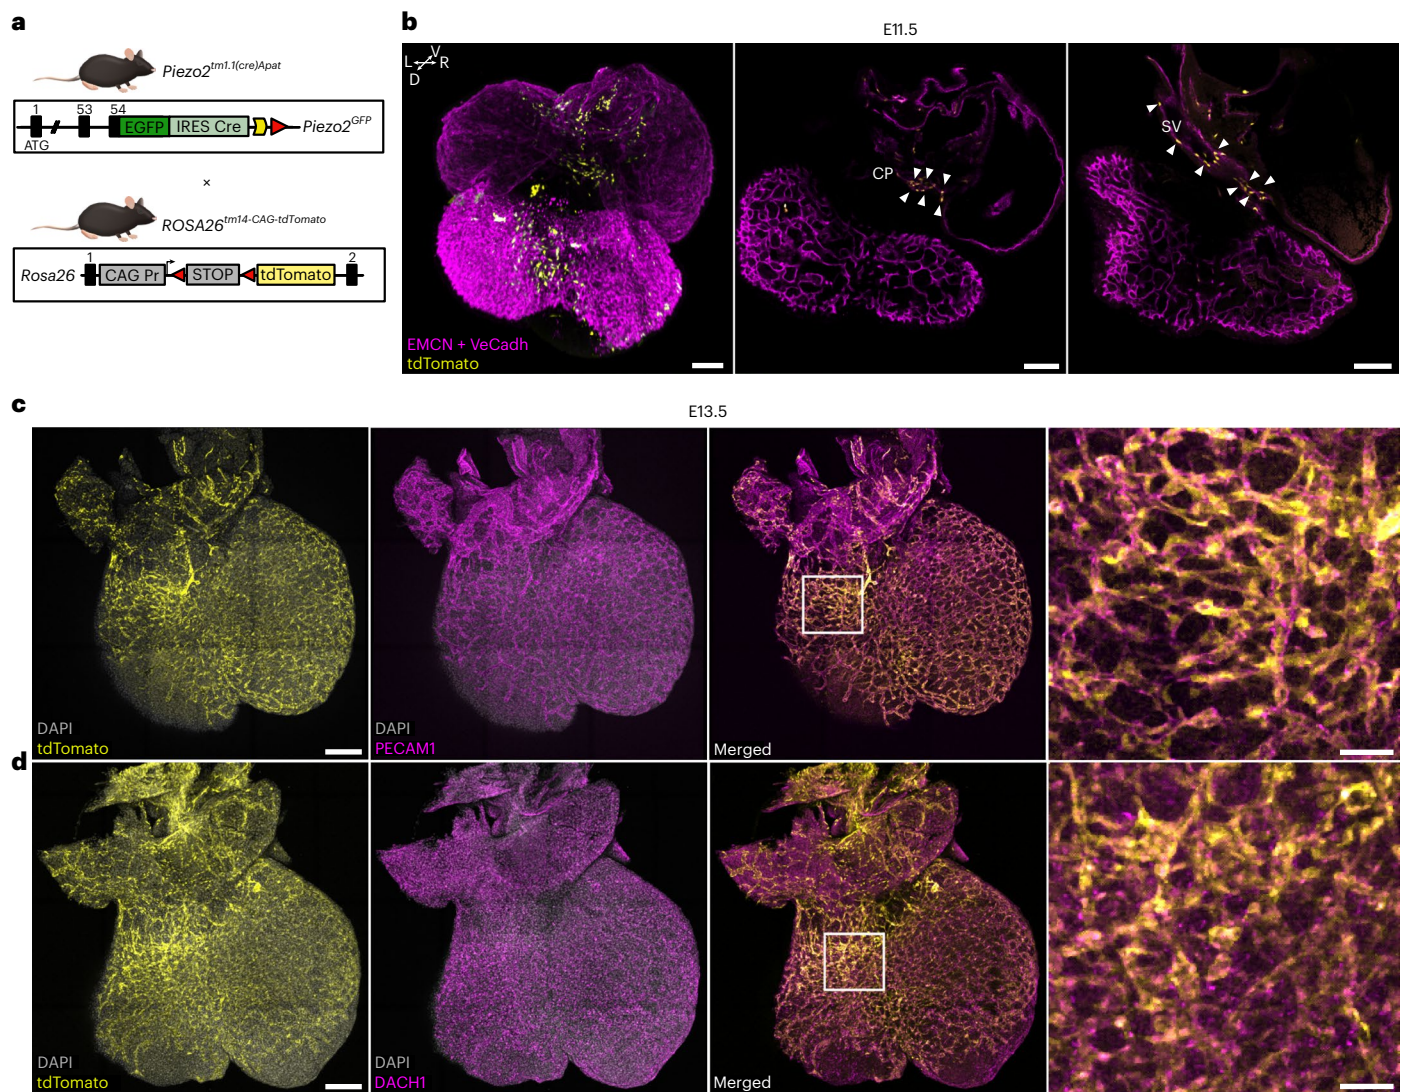 a
Piezo2tm1.1(cre)Apat
1 53 54
EGFP IRES Cre
Piezo2GFP
ATG
×
ROSA26tm14-CAG-tdTomato
1 2
Rosa26 CAG Pr STOP tdTomato
b
E11.5
V
L R
D
EMCN + VeCadh
tdTomato
CP
SV
c
E13.5
DAPI
tdTomato
DAPI
PECAM1
Merged
d
DAPI
tdTomato
DAPI
DACH1
Merged